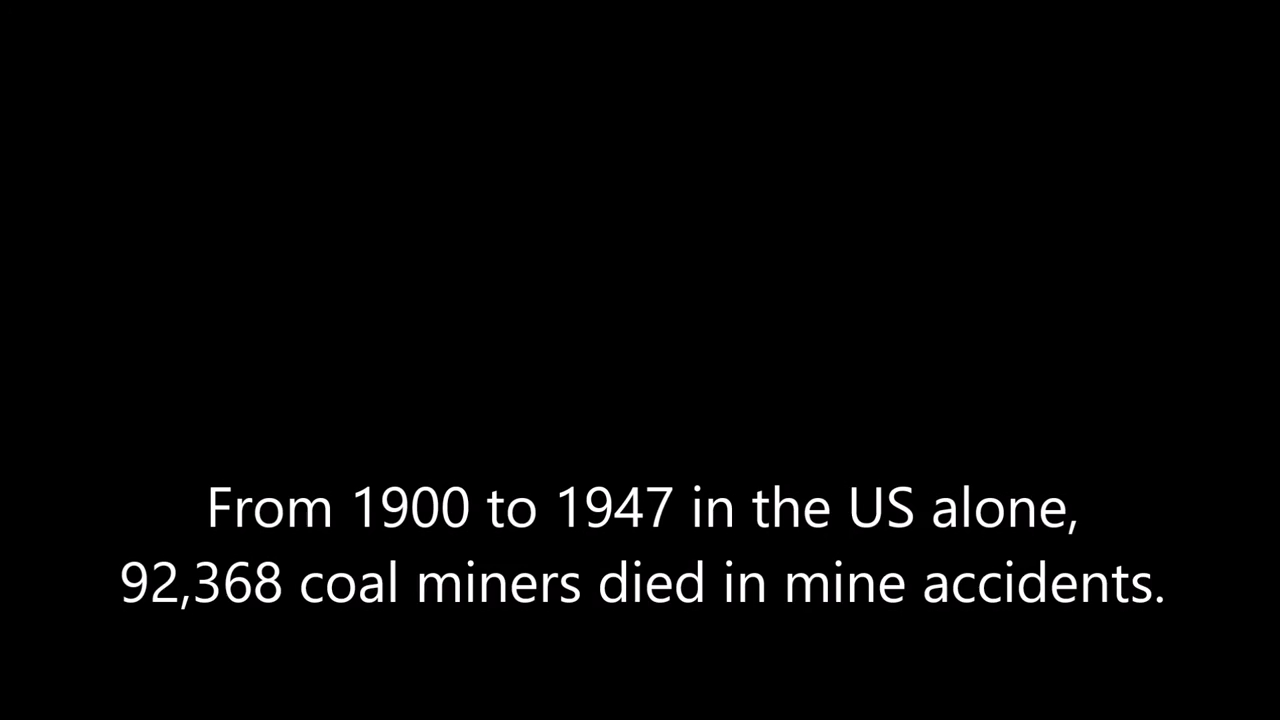 From 1900 to 1947 in the US alone,
92,368 coal miners died in mine accidents.